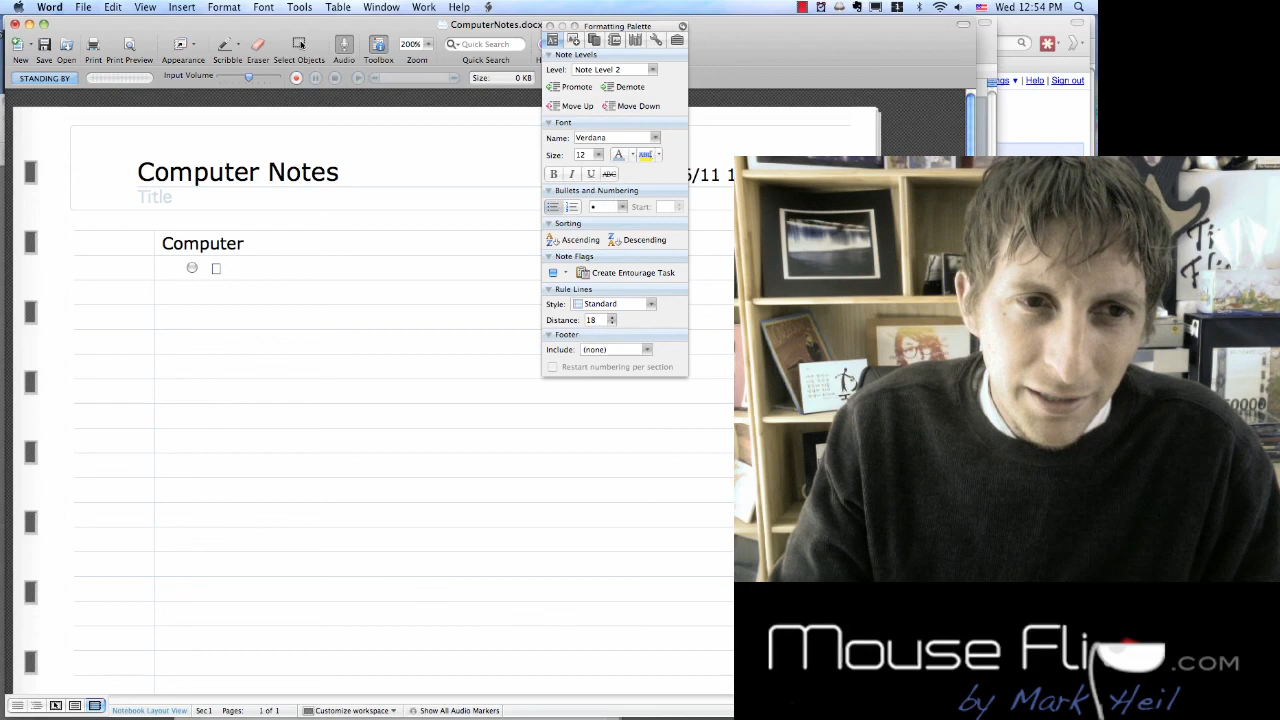 Word File Edit View Insert Format Font Tools Table Window Work Help
Wed 12:54 PM
ComputerNotes.docx
Formatting Palette
200%
Quick Search
New Save Open Print Print Preview Appearance Scribble Eraser Select Objects Audio Toolbox Zoom Quick Search
STANDING BY Input Volume Size: 0 KB
Help | Sign out
Note Levels
Level: Note Level 2
Promote Demote
Move Up Move Down
Font
Name: Verdana
Size: 12 A ABC
B I U ABC
Bullets and Numbering
Start:
Sorting
Ascending Descending
Note Flags
Create Entourage Task
Rule Lines
Style: Standard
Distance: 18
Footer
Include: (none)
Restart numbering per section
Computer Notes
/11 1
Title
Computer
Mouse Flip.com
by Mark Heil
Notebook Layout View Sec1 Pages: 1 of 1 Customize workspace Show All Audio Markers